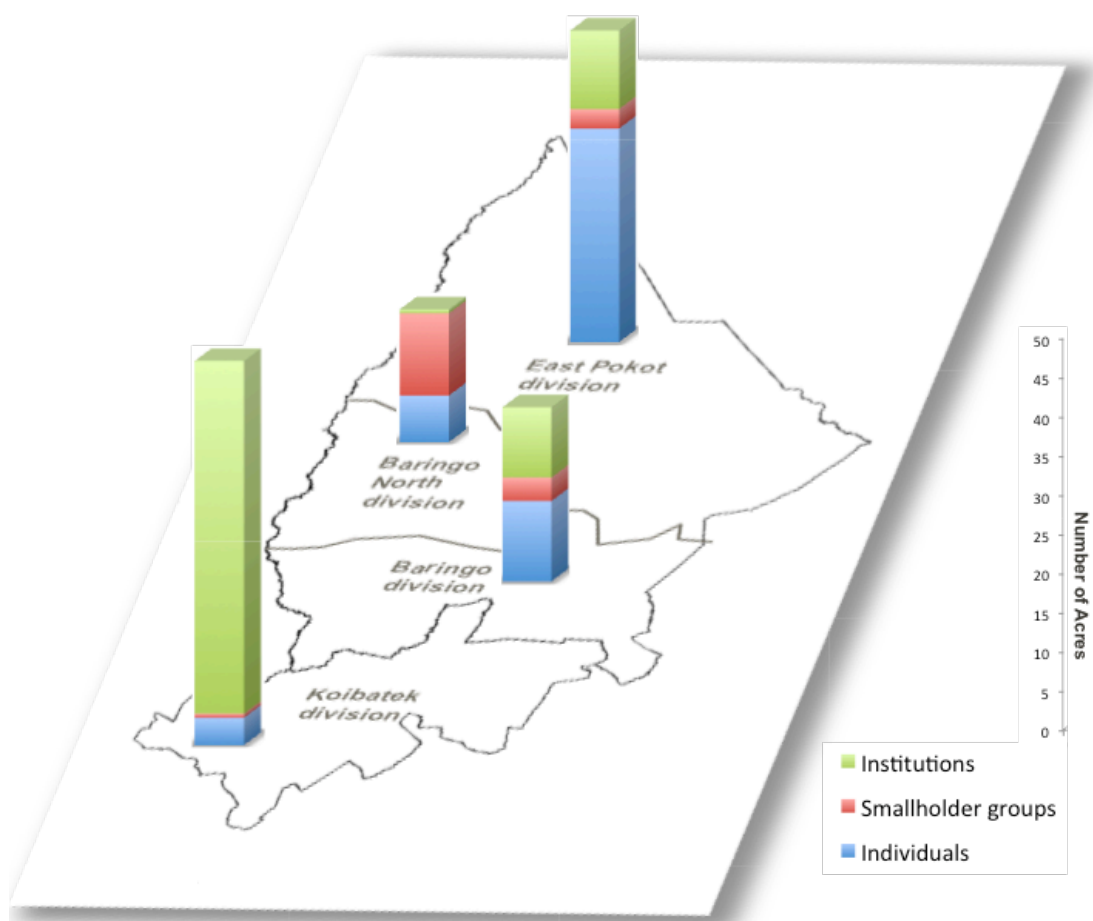 East Pokot
division
Baringo
North
division
Baringo
division
Koibatek
division
50
45
40
35
30
25
20
15
10
5
0
Number of Acres
Institutions
Smallholder groups
Individuals